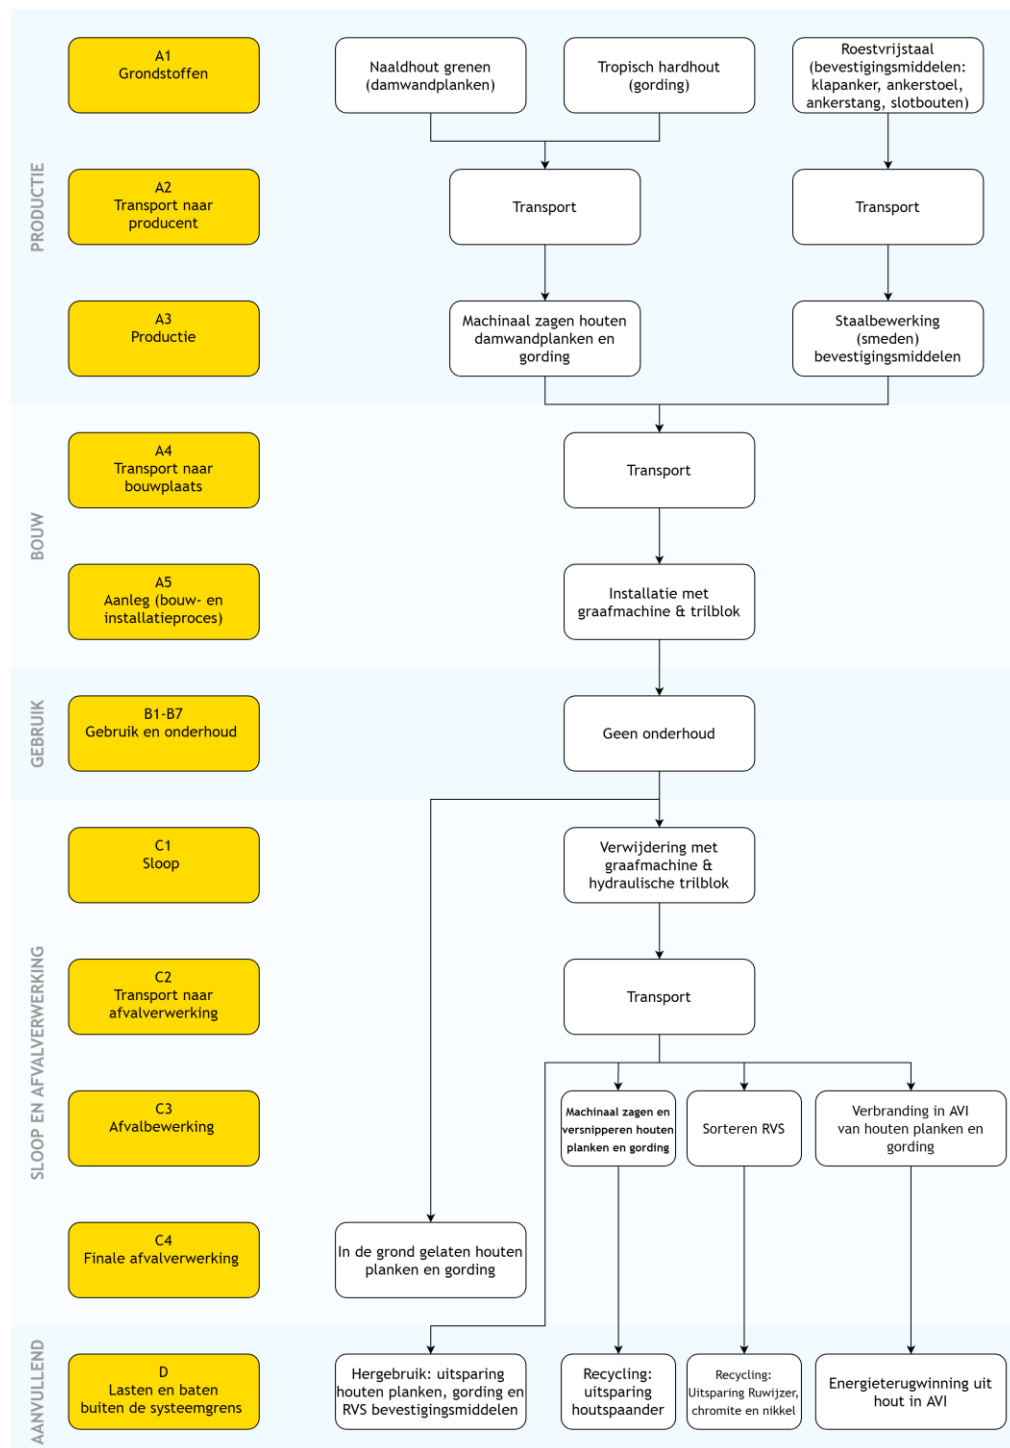 PRODUCTIE
A1
Grondstoffen
Naaldhout grenen
(damwandplanken)
Tropisch hardhout
(gording)
Roestvrijstaal
(bevestigingsmiddelen:
klapanker, ankerstoel,
ankerstang, slotbouten)
A2
Transport naar
producent
Transport
Transport
A3
Productie
Machinaal zagen houten
damwandplanken en
gording
Staalbewerking
(smeden)
bevestigingsmiddelen
BOUW
A4
Transport naar
bouwplaats
Transport
A5
Aanleg (bouw- en
installatieproces)
Installatie met
graafmachine & trilblok
GEBRUIK
B1-B7
Gebruik en onderhoud
Geen onderhoud
SLOOP EN AFVALVERWERKING
C1
Sloop
Verwijdering met
graafmachine &
hydraulische trilblok
C2
Transport naar
afvalverwerking
Transport
C3
Afvalbewerking
Machinaal zagen en
versnipperen houten
planken en gording
Sorteren RVS
Verbranding in AVI
van houten planken en
gording
C4
Finale afvalverwerking
In de grond gelaten houten
planken en gording
AANVULLEND
D
Lasten en baten
buiten de systeemgrens
Hergebruik: uitsparing
houten planken, gording en
RVS bevestigingsmiddelen
Recycling:
uitsparing
houtspaander
Recycling:
Uitsparing Ruwijzer,
chromite en nikkel
Energieterugwinning uit
hout in AVI